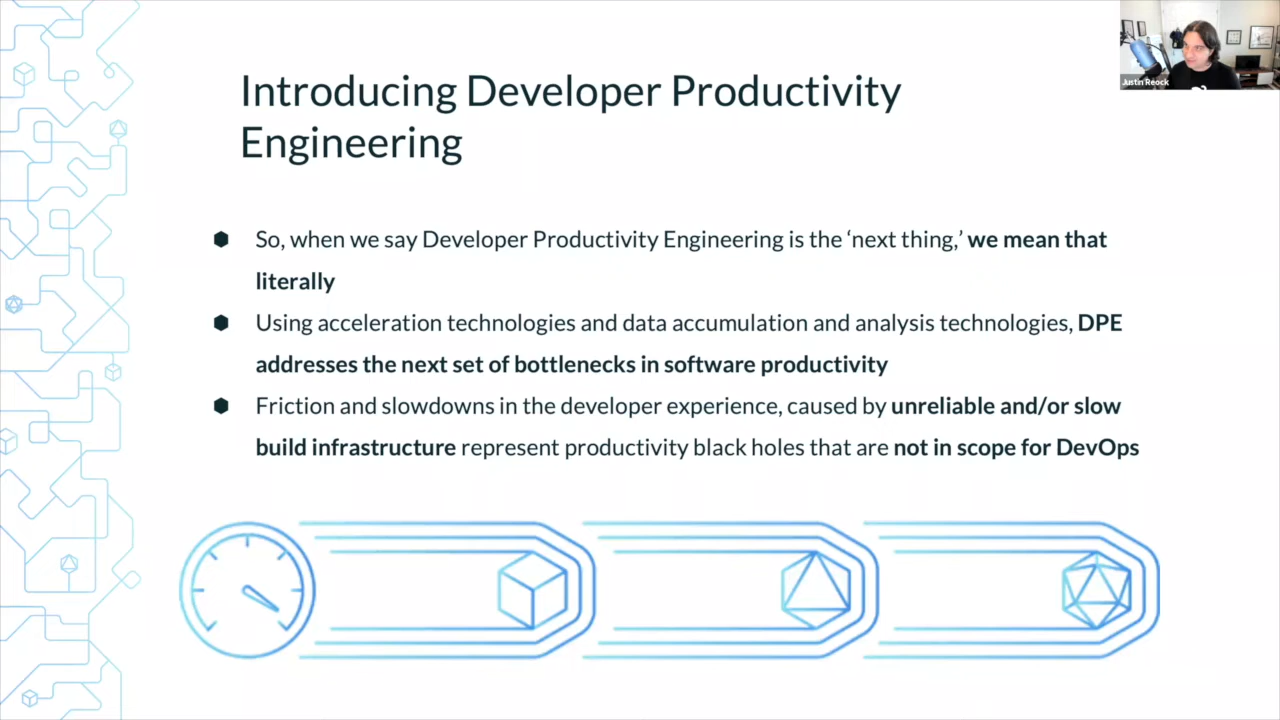 Justin Reock
Introducing Developer Productivity
Engineering
So, when we say Developer Productivity Engineering is the ‘next thing,’ we mean that
literally
Using acceleration technologies and data accumulation and analysis technologies, DPE
addresses the next set of bottlenecks in software productivity
Friction and slowdowns in the developer experience, caused by unreliable and/or slow
build infrastructure represent productivity black holes that are not in scope for DevOps